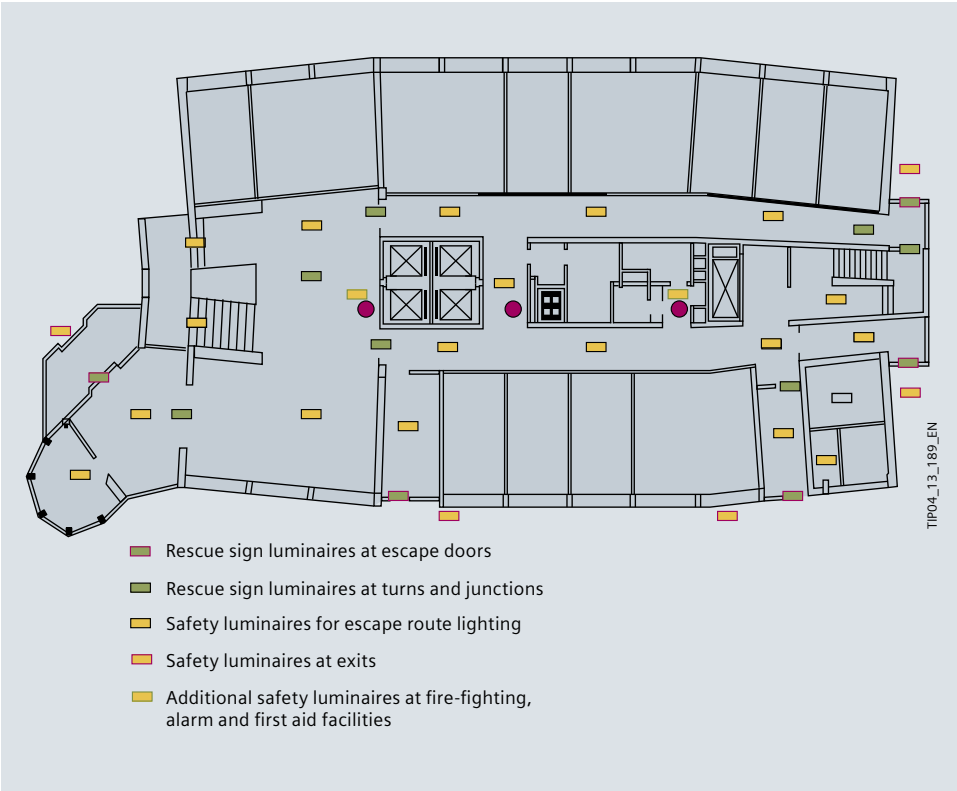 TIP04_13_189_EN
Rescue sign luminaires at escape doors
Rescue sign luminaires at turns and junctions
Safety luminaires for escape route lighting
Safety luminaires at exits
Additional safety luminaires at fire-fighting,
alarm and first aid facilities